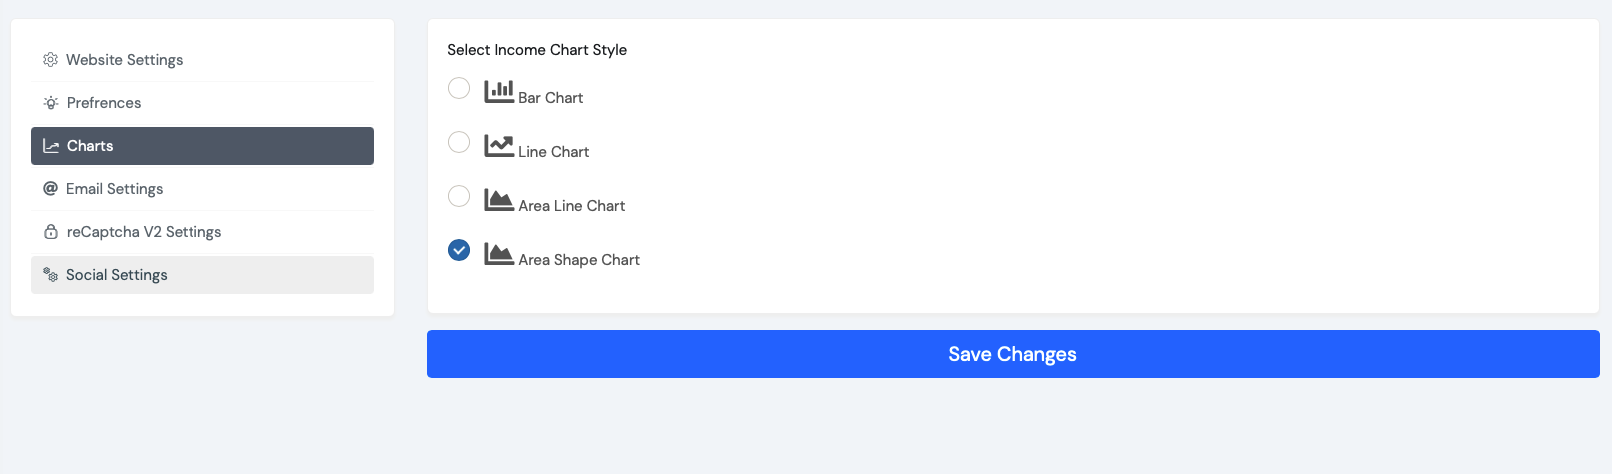 Website Settings
Prefrences
Charts
Email Settings
reCaptcha V2 Settings
Social Settings
Select Income Chart Style
Bar Chart
Line Chart
Area Line Chart
Area Shape Chart
Save Changes